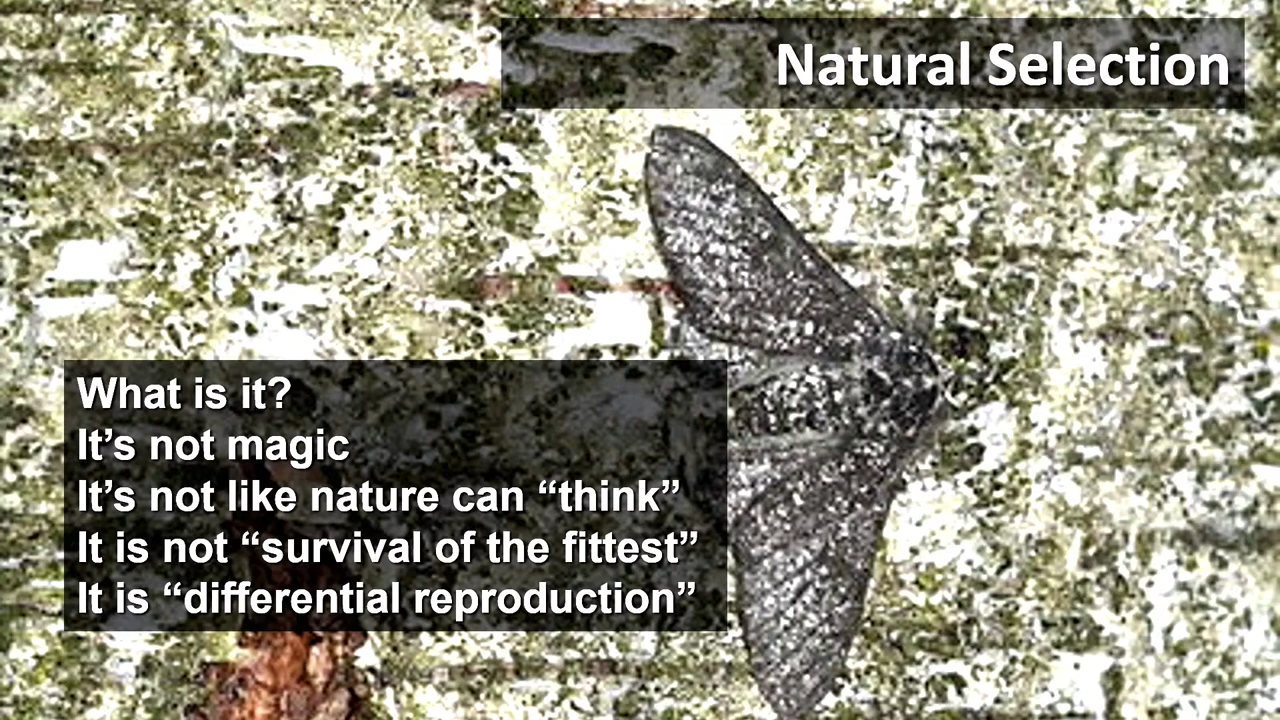 Natural Selection
What is it?
It’s not magic
It’s not like nature can “think”
It is not “survival of the fittest”
It is “differential reproduction”